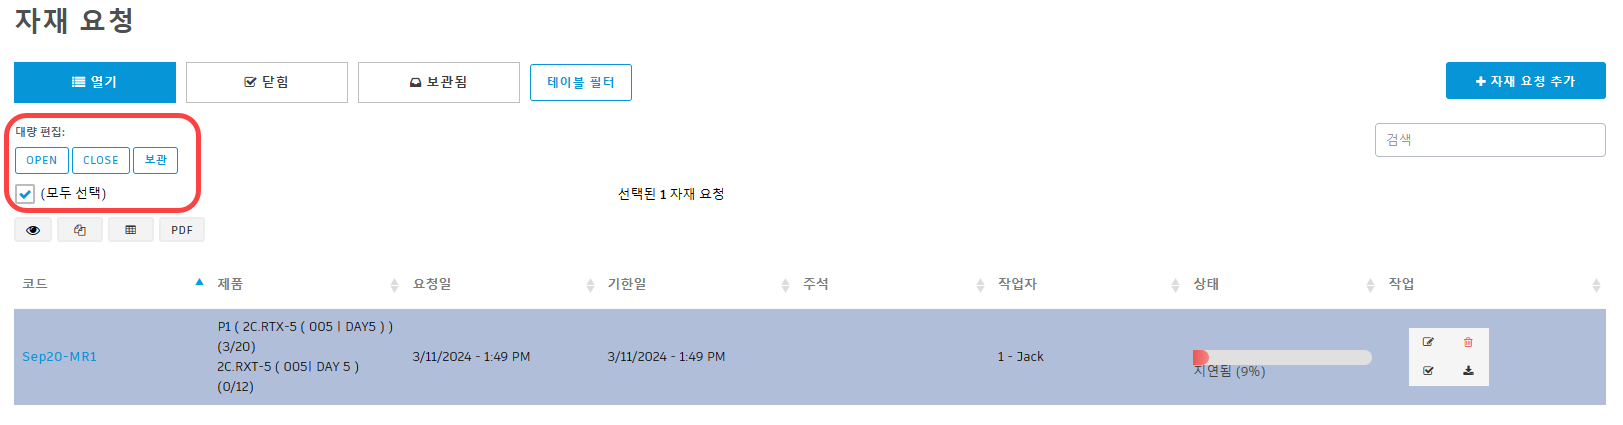 자재 요청
열기
닫힘
보관됨
테이블 필터
+ 자재 요청 추가
대량 편집:
OPEN CLOSE 보관
검색
(모두 선택)
선택된 1 자재 요청
PDF
코드 제품 요청일 기한일 주석 작업자 상태 작업
Sep20-MR1
P1 ( 2C.RTX-5 ( 005 | DAY5 ) )
(3/20)
2C.RXT-5 ( 005| DAY 5 )
(0/12)
3/11/2024 - 1:49 PM
3/11/2024 - 1:49 PM
1 - Jack
지연됨 (9%)